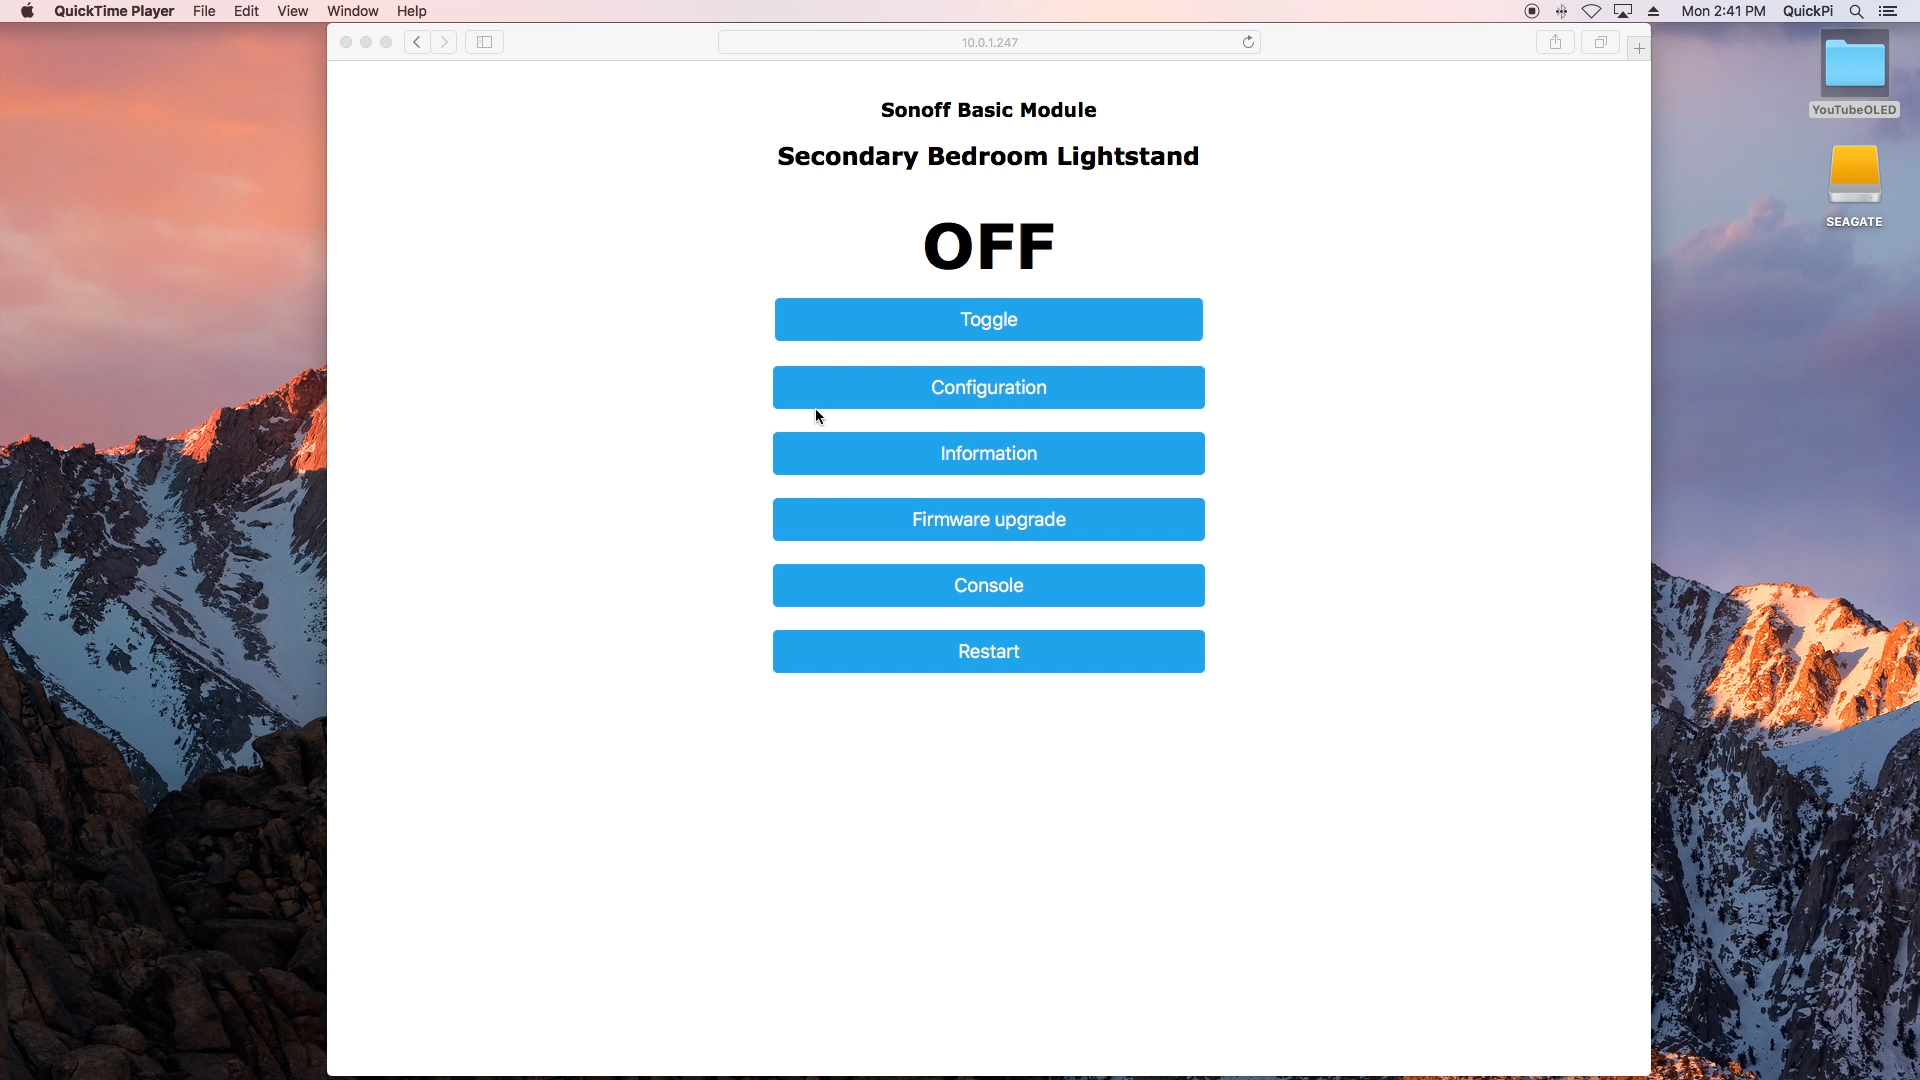 QuickTime Player File Edit View Window Help Mon 2:41 PM QuickPi
10.0.1.247
YouTubeOLED
SEAGATE
Sonoff Basic Module
Secondary Bedroom Lightstand
OFF
Toggle
Configuration
Information
Firmware upgrade
Console
Restart